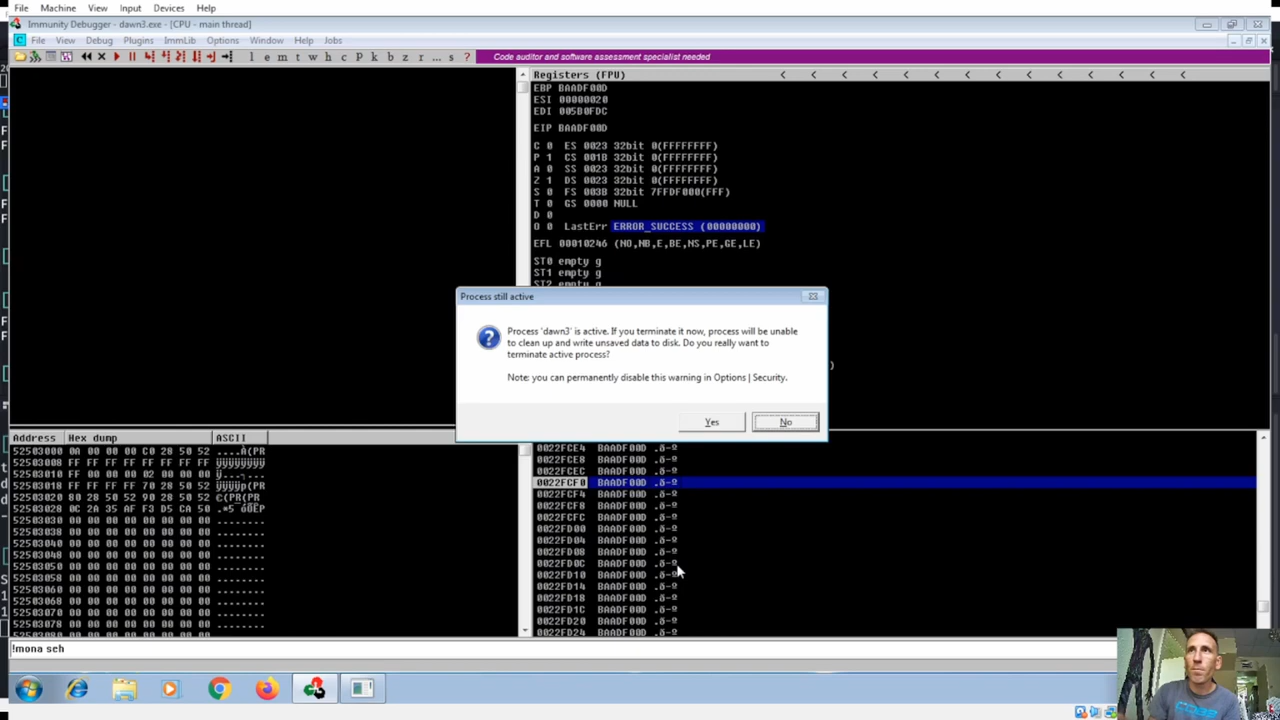 File Machine View Input Devices Help
Immunity Debugger - dawn3.exe - [CPU - main thread]
C File View Debug Plugins ImmLib Options Window Help Jobs
l e m t w h c P k b z r ... s ? Code auditor and software assessment specialist needed
Registers (FPU) < < < < < < < < < < < < < <
EBP BAADF00D
ESI 00000020
EDI 005B0FDC
EIP BAADF00D
C 0 ES 0023 32bit 0(FFFFFFFF)
P 1 CS 001B 32bit 0(FFFFFFFF)
A 0 SS 0023 32bit 0(FFFFFFFF)
Z 1 DS 0023 32bit 0(FFFFFFFF)
S 0 FS 003B 32bit 7FFDF000(FFF)
T 0 GS 0000 NULL
D 0
O 0 LastErr ERROR_SUCCESS (00000000)
EFL 00010246 (NO,NB,E,BE,NS,PE,GE,LE)
ST0 empty g
ST1 empty g
ST2 empty g
Process still active
Process 'dawn3' is active. If you terminate it now, process will be unable
to clean up and write unsaved data to disk. Do you really want to
terminate active process?
Note: you can permanently disable this warning in Options | Security.
Yes No
Address Hex dump ASCII
52503000 0A 00 00 00 C0 28 50 52 ....À(PR
52503008 FF FF FF FF FF FF FF FF ÿÿÿÿÿÿÿÿ
52503010 FF 00 00 00 02 00 00 00
52503018 FF FF FF FF 70 28 50 52 ÿÿÿÿp(PR
52503020 80 28 50 52 90 28 50 52
52503028 0C 2A 35 AF F3 D5 CA 50
52503030 00 00 00 00 00 00 00 00 ........
52503038 00 00 00 00 00 00 00 00 ........
52503040 00 00 00 00 00 00 00 00 ........
52503048 00 00 00 00 00 00 00 00 ........
52503050 00 00 00 00 00 00 00 00 ........
52503058 00 00 00 00 00 00 00 00 ........
52503060 00 00 00 00 00 00 00 00 ........
52503068 00 00 00 00 00 00 00 00 ........
52503070 00 00 00 00 00 00 00 00 ........
52503078 00 00 00 00 00 00 00 00 ........
0022FCE4 BAADF00D .ð-º
0022FCE8 BAADF00D .ð-º
0022FCEC BAADF00D .ð-º
0022FCF0 BAADF00D .ð-º
0022FCF4 BAADF00D .ð-º
0022FCF8 BAADF00D .ð-º
0022FCFC BAADF00D .ð-º
0022FD00 BAADF00D .ð-º
0022FD04 BAADF00D .ð-º
0022FD08 BAADF00D .ð-º
0022FD0C BAADF00D .ð-º
0022FD10 BAADF00D .ð-º
0022FD14 BAADF00D .ð-º
0022FD18 BAADF00D .ð-º
0022FD1C BAADF00D .ð-º
0022FD20 BAADF00D .ð-º
0022FD24 BAADF00D .ð-º
!mona seh